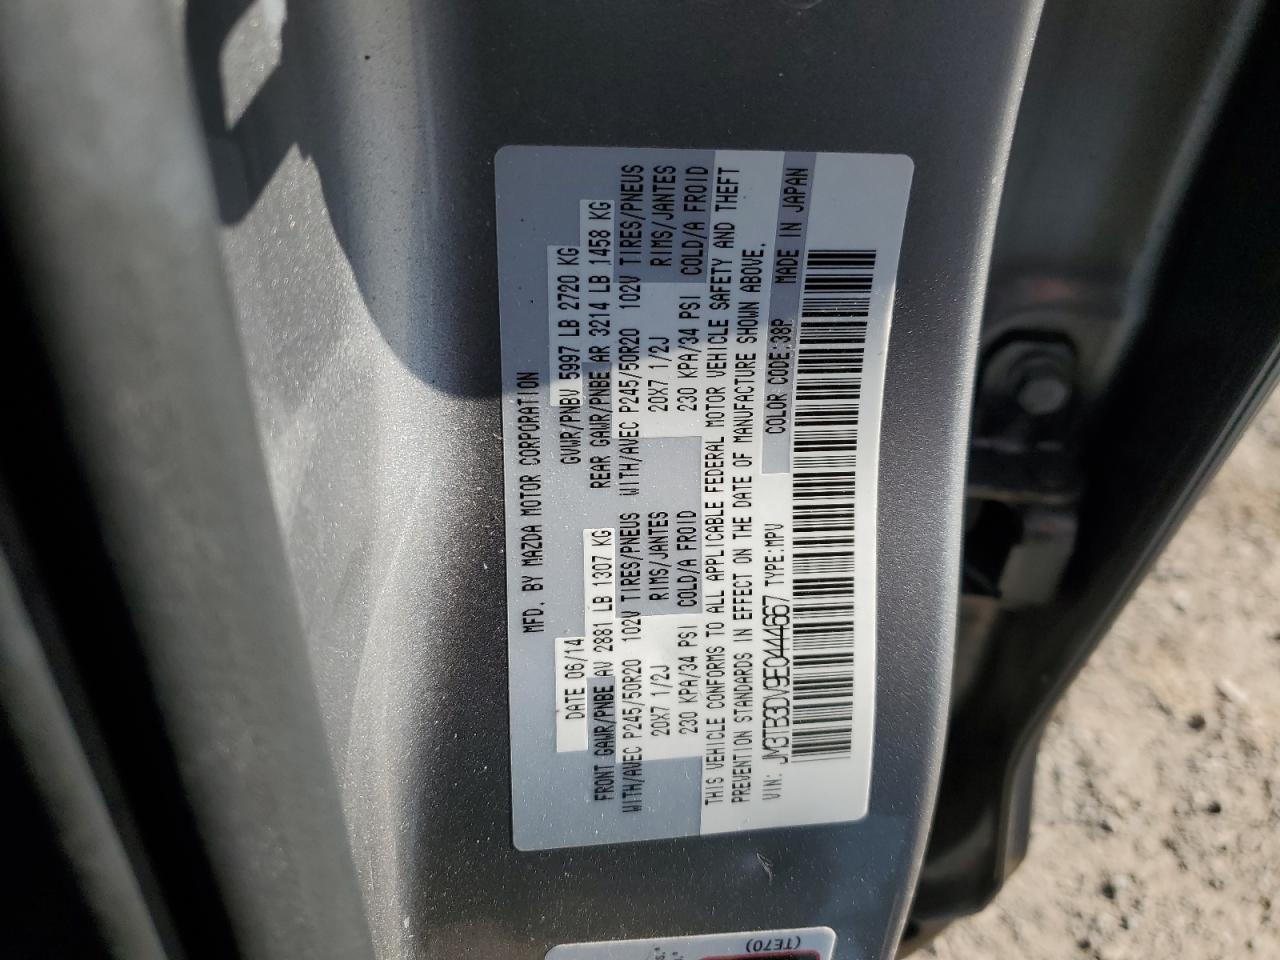 MFD. BY MAZDA MOTOR CORPORATION
DATE 06/14 GVWR/PNBV 5997 LB 2720 KG
FRONT GAWR/PNBE AV 2881 LB 1307 KG REAR GAWR/PNBE AR 3214 LB 1458 KG
WITH/AVEC P245/50R20 102V TIRES/PNEUS WITH/AVEC P245/50R20 102V TIRES/PNEUS
20X7 1/2J RIMS/JANTES 20X7 1/2J RIMS/JANTES
230 KPA/34 PSI COLD/A FROID 230 KPA/34 PSI COLD/A FROID
THIS VEHICLE CONFORMS TO ALL APPLICABLE FEDERAL MOTOR VEHICLE SAFETY AND THEFT
PREVENTION STANDARDS IN EFFECT ON THE DATE OF MANUFACTURE SHOWN ABOVE.
VIN: JM3TB3DV9E0444667 TYPE:MPV COLOR CODE:38P MADE IN JAPAN
(TE70)